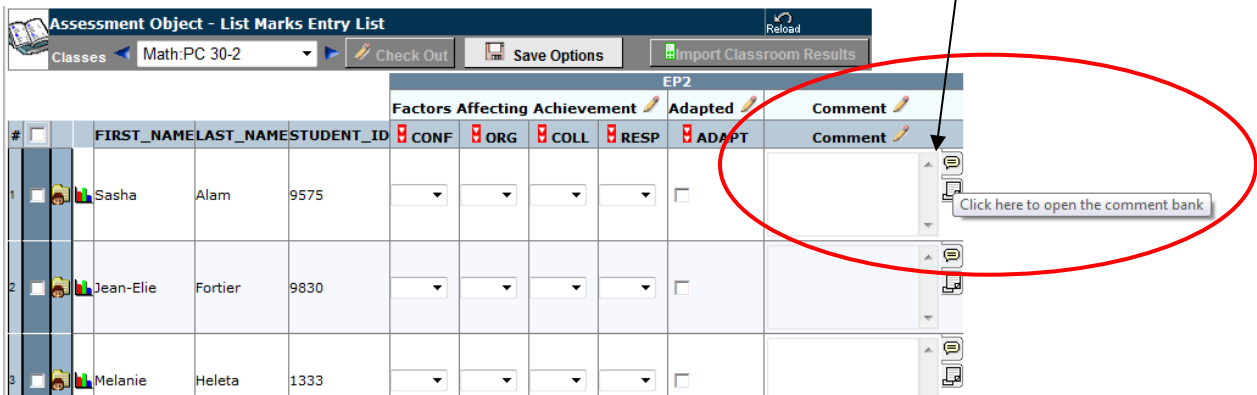 Assessment Object - List Marks Entry List
Reload
Classes Math:PC 30-2 Check Out Save Options Import Classroom Results
EP2
Factors Affecting Achievement Adapted Comment
# FIRST_NAME LAST_NAME STUDENT_ID CONF ORG COLL RESP ADAPT Comment
1 Sasha Alam 9575
Click here to open the comment bank
2 Jean-Elie Fortier 9830
3 Melanie Heleta 1333